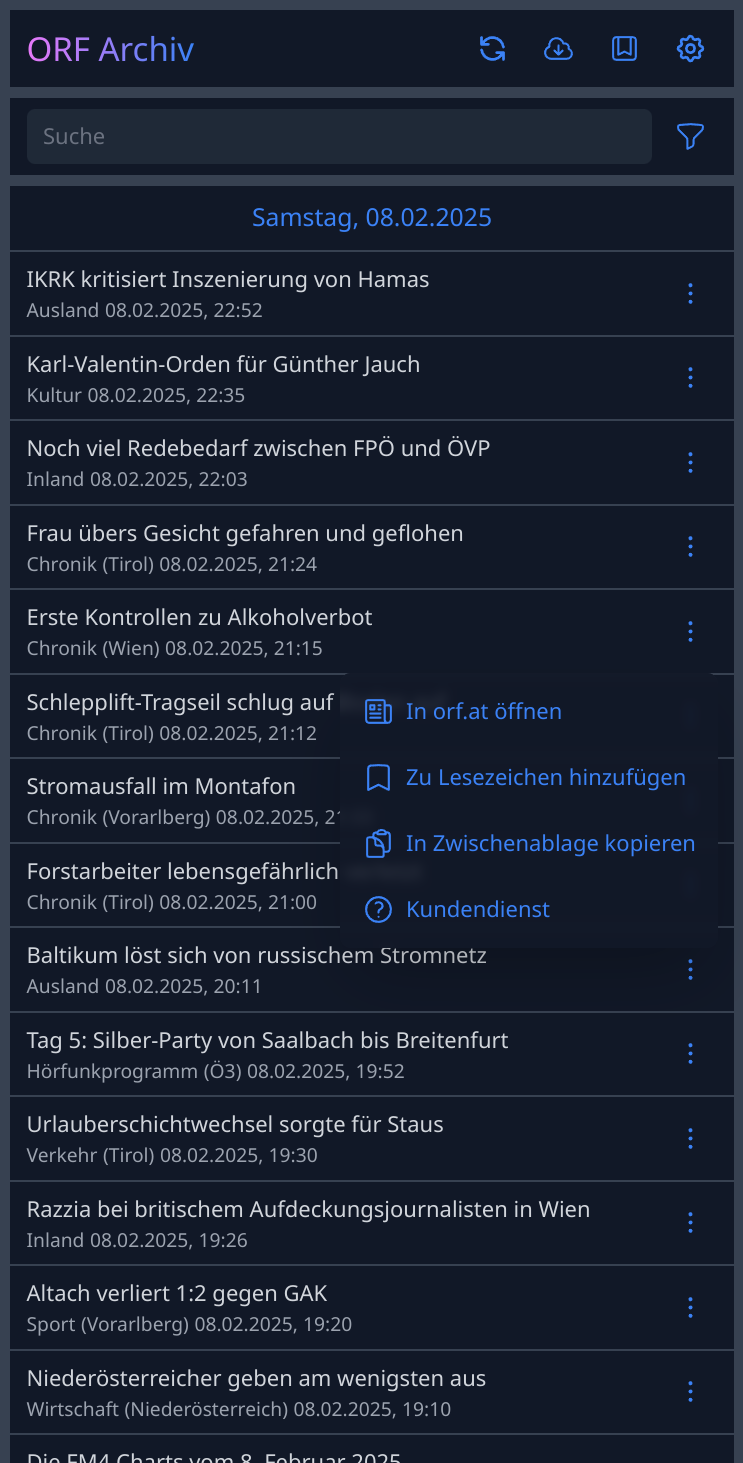 ORF Archiv
Suche
Samstag, 08.02.2025
IKRK kritisiert Inszenierung von Hamas
Ausland 08.02.2025, 22:52
Karl-Valentin-Orden für Günther Jauch
Kultur 08.02.2025, 22:35
Noch viel Redebedarf zwischen FPÖ und ÖVP
Inland 08.02.2025, 22:03
Frau übers Gesicht gefahren und geflohen
Chronik (Tirol) 08.02.2025, 21:24
Erste Kontrollen zu Alkoholverbot
Chronik (Wien) 08.02.2025, 21:15
Schlepplift-Tragseil schlug auf
Chronik (Tirol) 08.02.2025, 21:12
Stromausfall im Montafon
Chronik (Vorarlberg) 08.02.2025,
Forstarbeiter lebensgefährlich
Chronik (Tirol) 08.02.2025, 21:00
In orf.at öffnen
Zu Lesezeichen hinzufügen
In Zwischenablage kopieren
Kundendienst
Baltikum löst sich von russischem Stromnetz
Ausland 08.02.2025, 20:11
Tag 5: Silber-Party von Saalbach bis Breitenfurt
Hörfunkprogramm (Ö3) 08.02.2025, 19:52
Urlauberschichtwechsel sorgte für Staus
Verkehr (Tirol) 08.02.2025, 19:30
Razzia bei britischem Aufdeckungsjournalisten in Wien
Inland 08.02.2025, 19:26
Altach verliert 1:2 gegen GAK
Sport (Vorarlberg) 08.02.2025, 19:20
Niederösterreicher geben am wenigsten aus
Wirtschaft (Niederösterreich) 08.02.2025, 19:10
Die FM4 Charts vom 8. Februar 2025